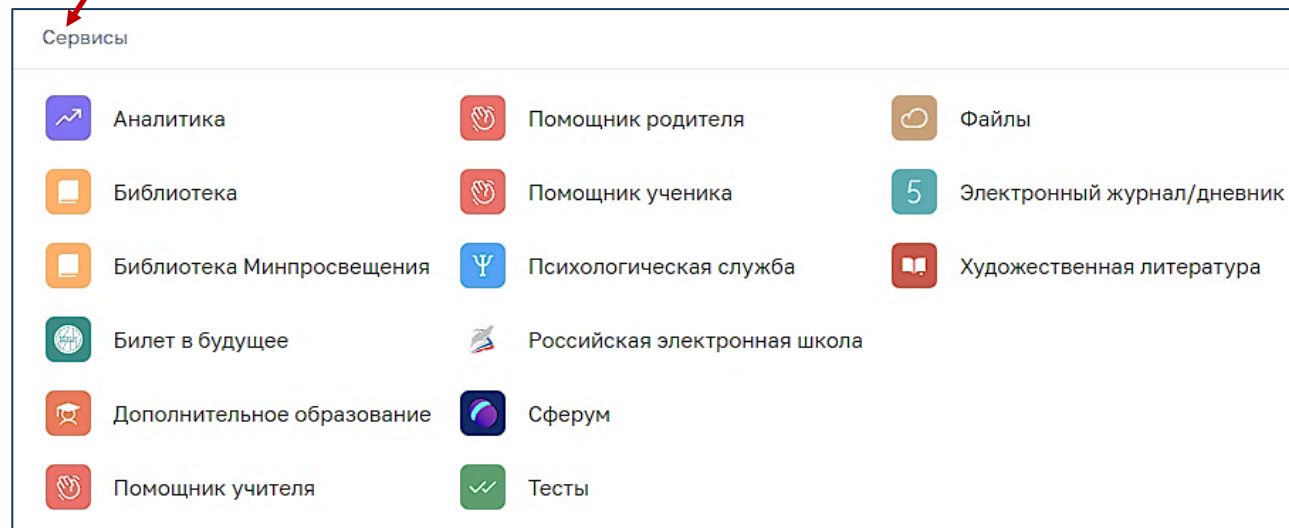 Сервисы
Аналитика
Библиотека
Библиотека Минпросвещения
Билет в будущее
Дополнительное образование
Помощник учителя
Помощник родителя
Помощник ученика
Психологическая служба
Российская электронная школа
Сферум
Тесты
Файлы
5
Электронный журнал/дневник
Художественная литература